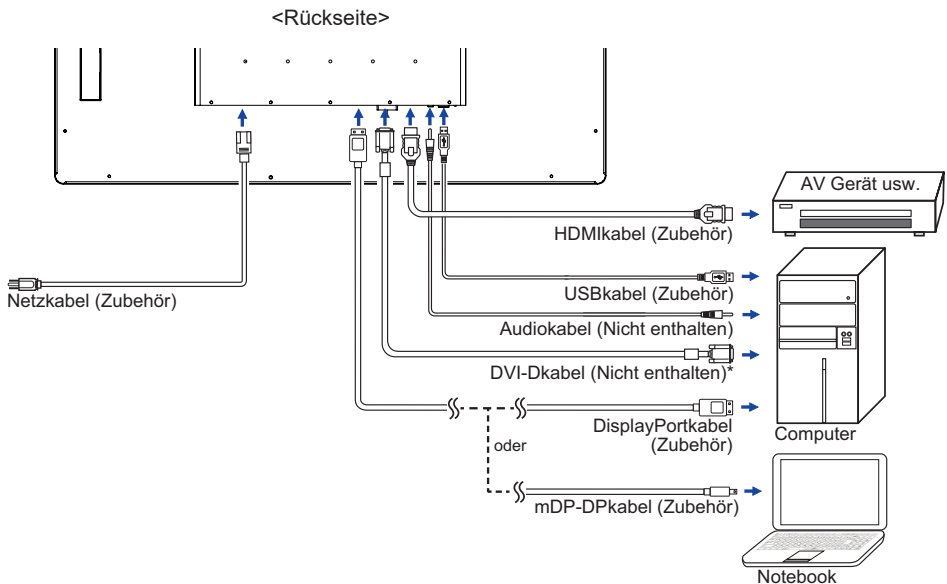 <Rückseite>
AV Gerät usw.
HDMIkabel (Zubehör)
Netzkabel (Zubehör)
USBkabel (Zubehör)
Audiokabel (Nicht enthalten)
DVI-Dkabel (Nicht enthalten)*
DisplayPortkabel
(Zubehör)
Computer
oder
mDP-DPkabel (Zubehör)
Notebook